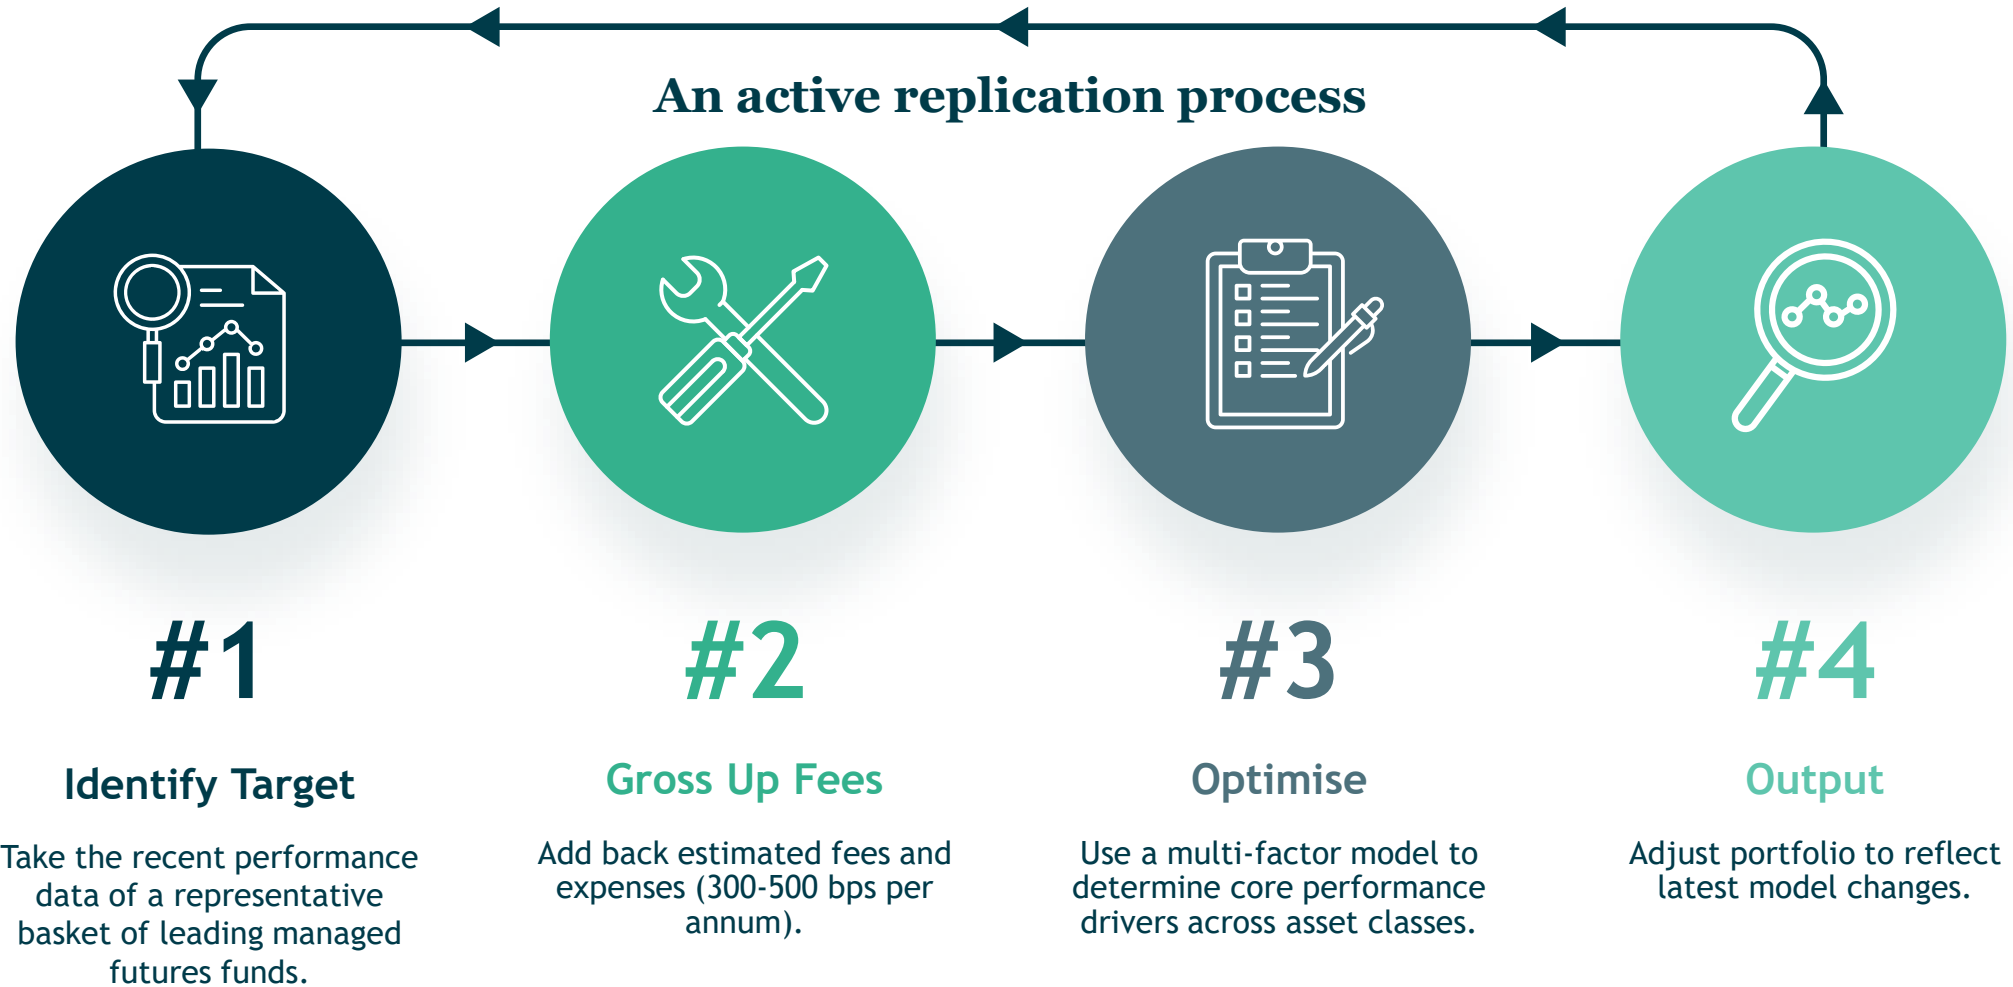 An active replication process
#1
Identify Target
Take the recent performance
data of a representative
basket of leading managed
futures funds.
#2
Gross Up Fees
Add back estimated fees and
expenses (300-500 bps per
annum).
#3
Optimise
Use a multi-factor model to
determine core performance
drivers across asset classes.
#4
Output
Adjust portfolio to reflect
latest model changes.